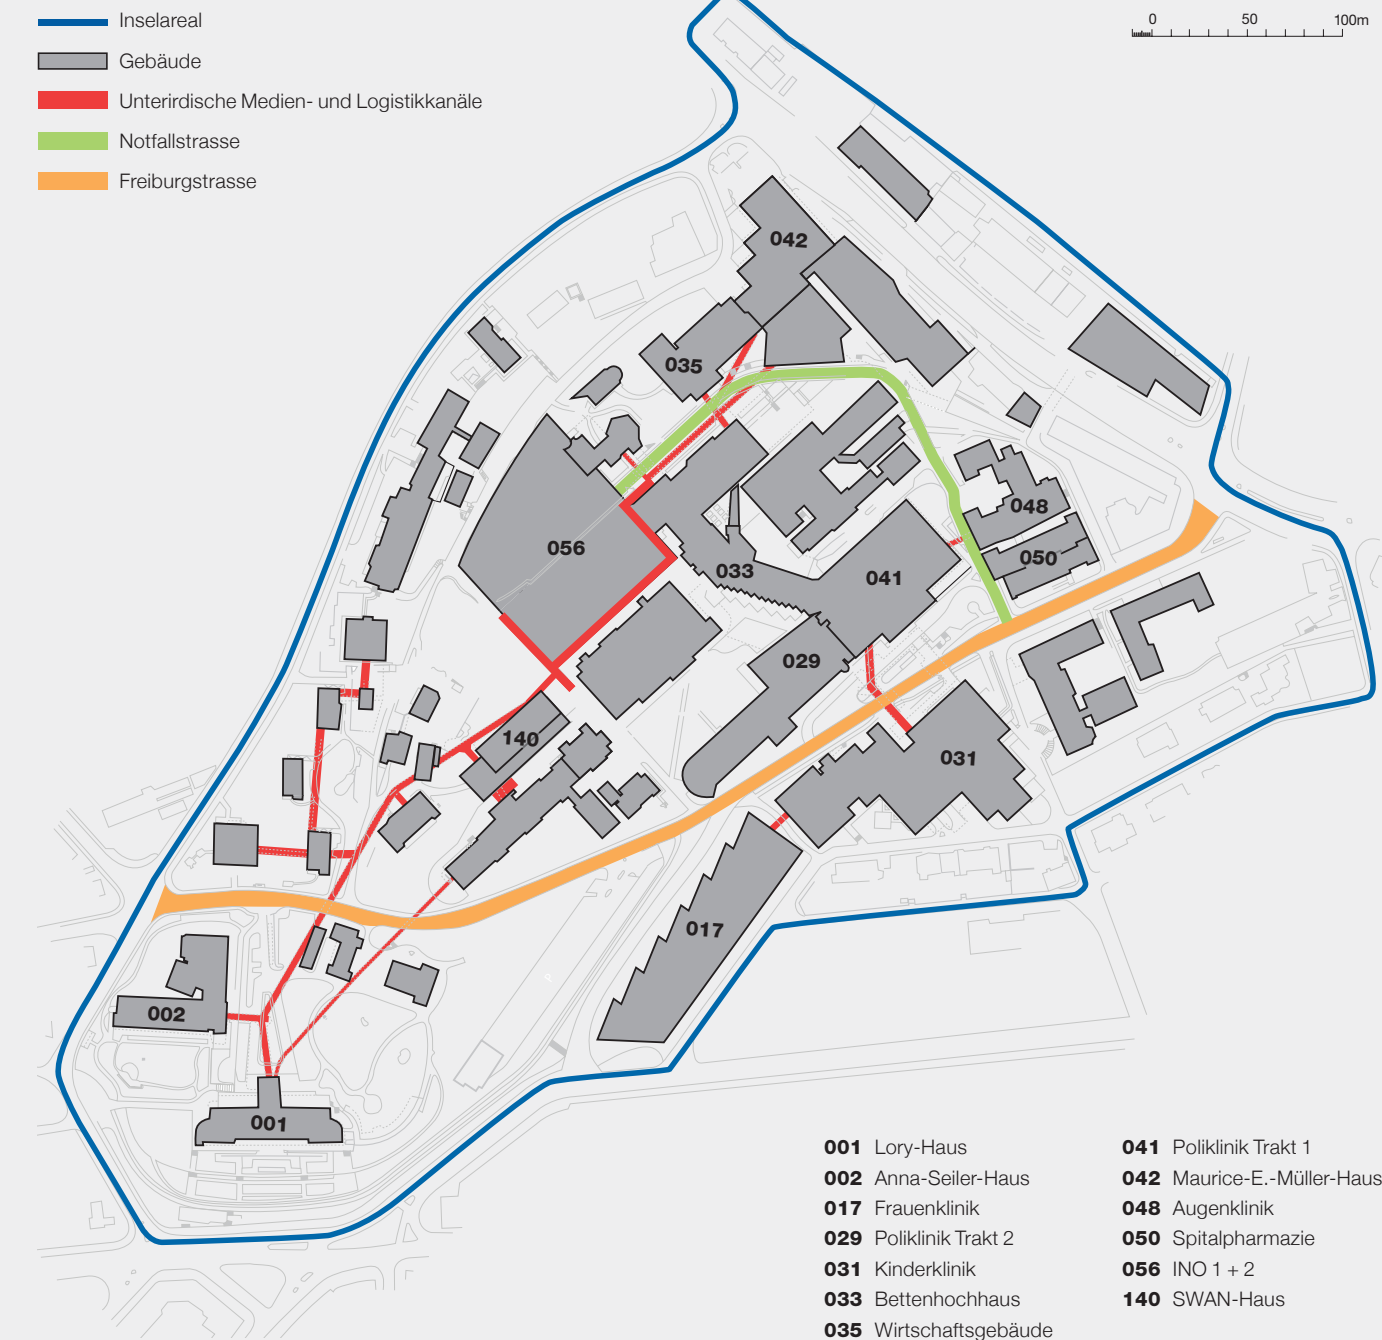 Inselareal
Gebäude
Unterirdische Medien- und Logistikkanäle
Notfallstrasse
Freiburgstrasse
0 50 100m
042
035
048
056
050
033
041
029
140
031
017
002
001
P
001 Lory-Haus
002 Anna-Seiler-Haus
017 Frauenklinik
029 Poliklinik Trakt 2
031 Kinderklinik
033 Bettenhochhaus
035 Wirtschaftsgebäude
041 Poliklinik Trakt 1
042 Maurice-E.-Müller-Haus
048 Augenklinik
050 Spitalpharmazie
056 INO 1 + 2
140 SWAN-Haus